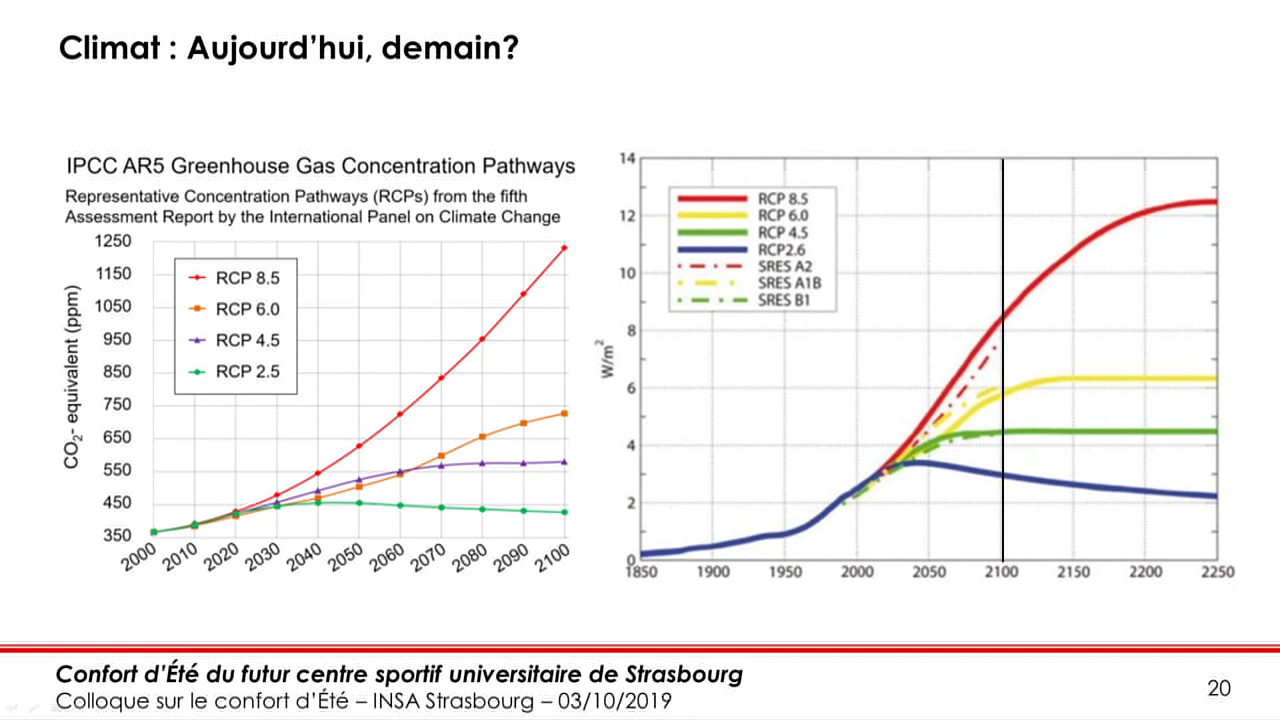 Climat : Aujourd'hui, demain?
IPCC AR5 Greenhouse Gas Concentration Pathways
Representative Concentration Pathways (RCPs) from the fifth
Assessment Report by the International Panel on Climate Change
CO2- equivalent (ppm)
1250
1150
1050
950
850
750
650
550
450
350
RCP 8.5
RCP 6.0
RCP 4.5
RCP 2.5
2000
2010
2020
2030
2040
2050
2060
2070
2080
2090
2100
W/m2
14
12
10
8
6
4
2
0
RCP 8.5
RCP 6.0
RCP 4.5
RCP2.6
SRES A2
SRES A1B
SRES B1
1850
1900
1950
2000
2050
2100
2150
2200
2250
Confort d'Été du futur centre sportif universitaire de Strasbourg
Colloque sur le confort d'Été – INSA Strasbourg – 03/10/2019
20